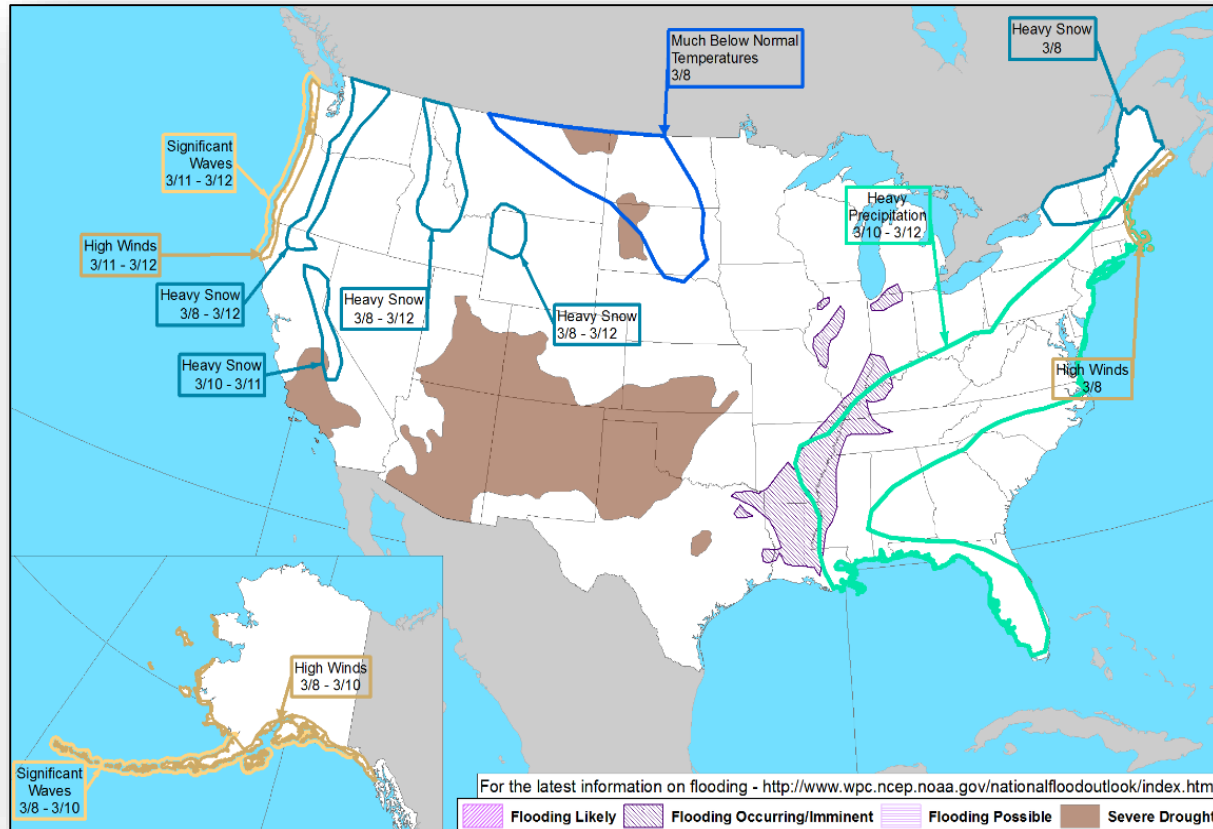 Heavy Snow
3/8
Much Below Normal
Temperatures
3/8
Significant
Waves
3/11 - 3/12
Heavy
Precipitation
3/10 - 3/12
High Winds
3/11 - 3/12
Heavy Snow
3/8 - 3/12
Heavy Snow
3/8 - 3/12
Heavy Snow
3/8 - 3/12
Heavy Snow
3/10 - 3/11
High Winds
3/8
High Winds
3/8 - 3/10
Significant
Waves
3/8 - 3/10
For the latest information on flooding - http://www.wpc.ncep.noaa.gov/nationalfloodoutlook/index.htm
Flooding Likely
Flooding Occurring/Imminent
Flooding Possible
Severe Drought